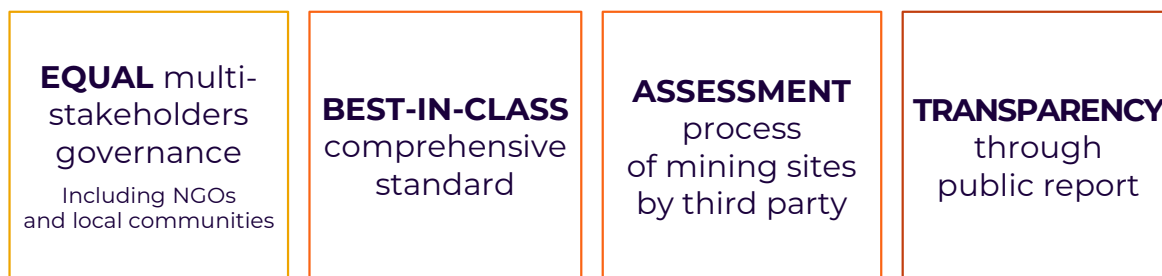 EQUAL multi-
stakeholders
governance
Including NGOs
and local communities
BEST-IN-CLASS
comprehensive
standard
ASSESSMENT
process
of mining sites
by third party
TRANSPARENCY
through
public report